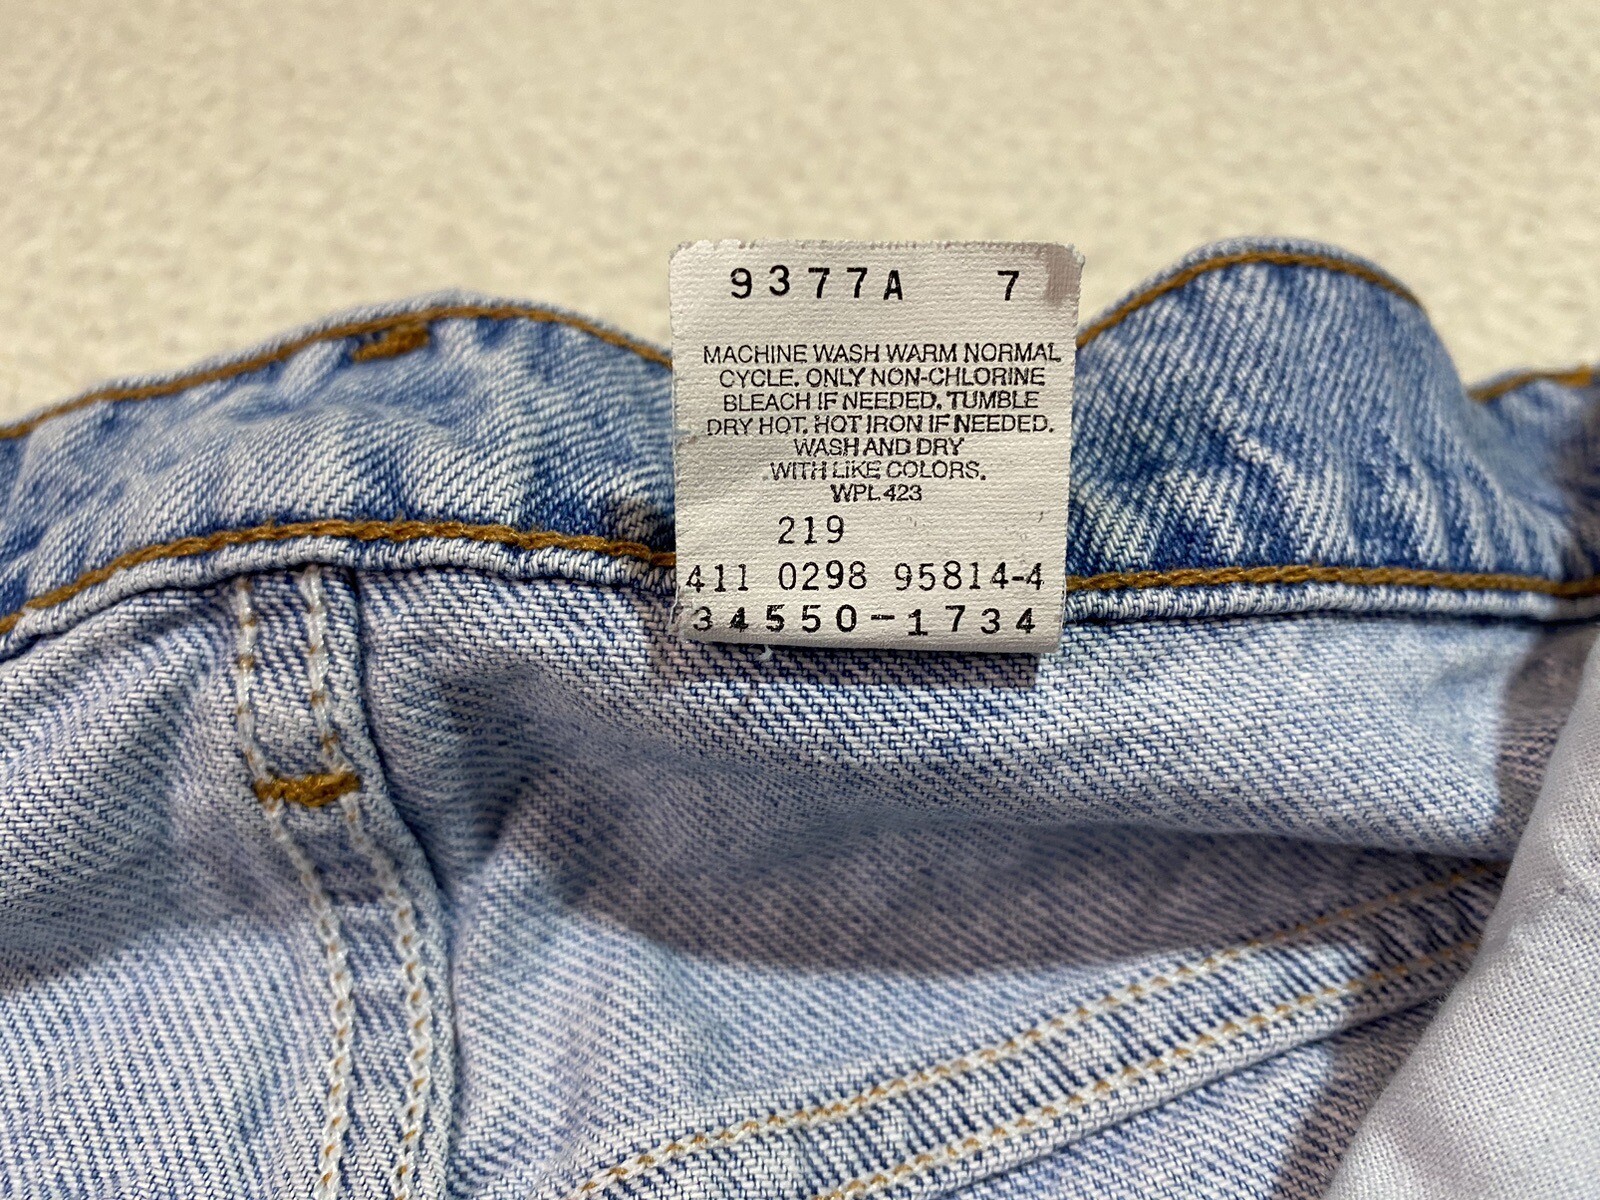 9377A 7
MACHINE WASH WARM NORMAL
CYCLE. ONLY NON-CHLORINE
BLEACH IF NEEDED. TUMBLE
DRY HOT. HOT IRON IF NEEDED.
WASH AND DRY
WITH LIKE COLORS.
WPL 423
219
411 0298 95814-4
34550-1734